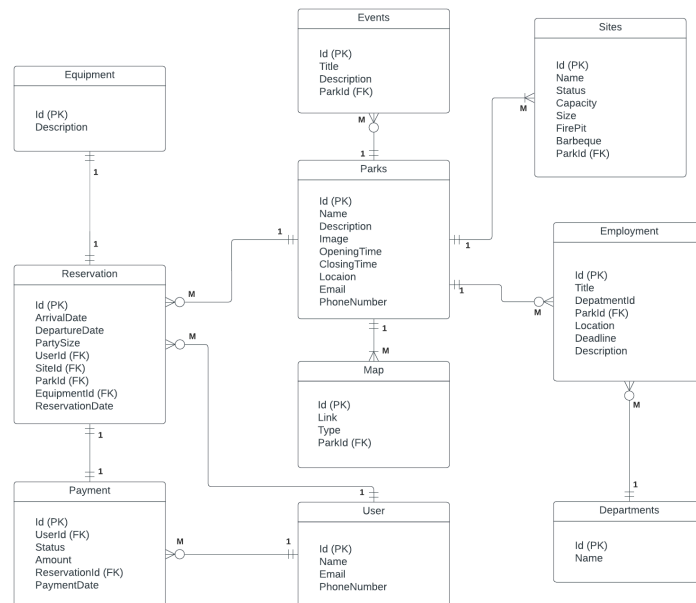 Events
Id (PK)
Title
Description
ParkId (FK)
M
1
Sites
Id (PK)
Name
Status
Capacity
Size
FirePit
Barbeque
ParkId (FK)
M
1
Equipment
Id (PK)
Description
1
1
Parks
Id (PK)
Name
Description
Image
OpeningTime
ClosingTime
Locaion
Email
PhoneNumber
1
M
1
M
1
M
Employment
Id (PK)
Title
DepatmentId
ParkId (FK)
Location
Deadline
Description
M
1
Reservation
Id (PK)
ArrivalDate
DepartureDate
PartySize
UserId (FK)
SiteId (FK)
ParkId (FK)
EquipmentId (FK)
ReservationDate
M
1
1
1
Map
Id (PK)
Link
Type
ParkId (FK)
Payment
Id (PK)
UserId (FK)
Status
Amount
ReservationId (FK)
PaymentDate
M
1
User
Id (PK)
Name
Email
PhoneNumber
Departments
Id (PK)
Name